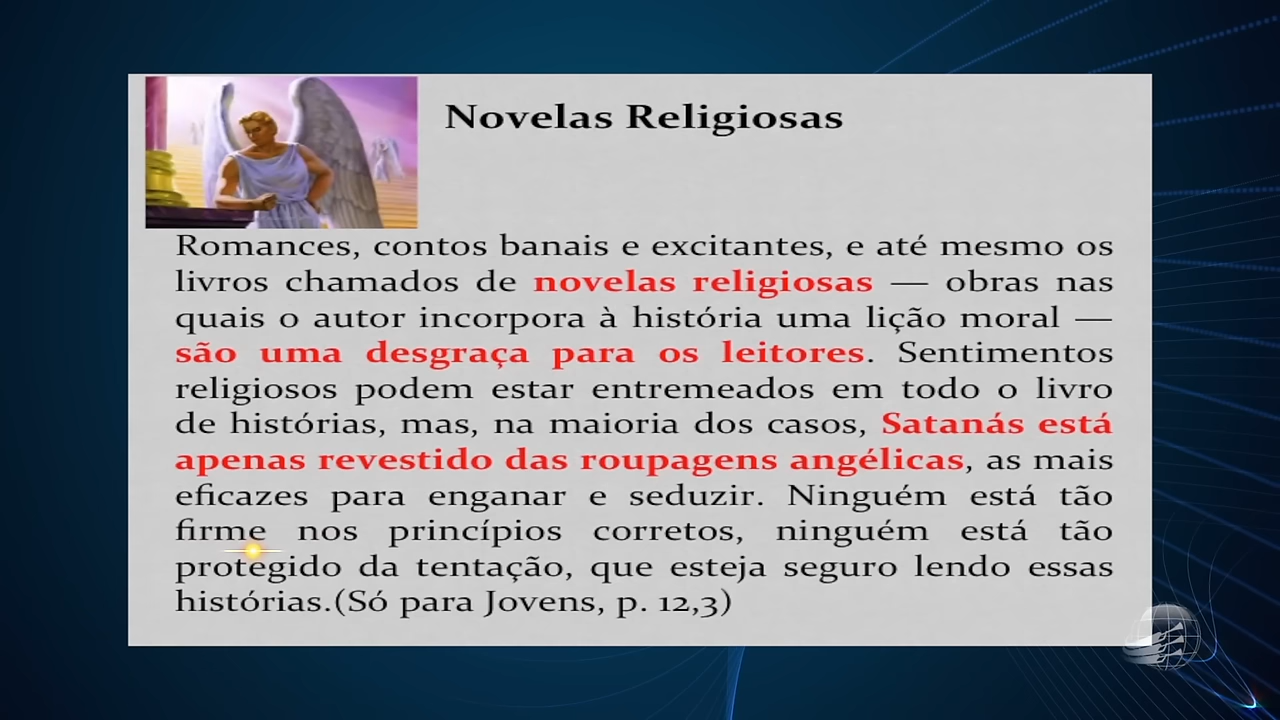 Novelas Religiosas
Romances, contos banais e excitantes, e até mesmo os
livros chamados de novelas religiosas — obras nas
quais o autor incorpora à história uma lição moral —
são uma desgraça para os leitores. Sentimentos
religiosos podem estar entremeados em todo o livro
de histórias, mas, na maioria dos casos, Satanás está
apenas revestido das roupagens angélicas, as mais
eficazes para enganar e seduzir. Ninguém está tão
firme nos princípios corretos, ninguém está tão
protegido da tentação, que esteja seguro lendo essas
histórias.(Só para Jovens, p. 12,3)